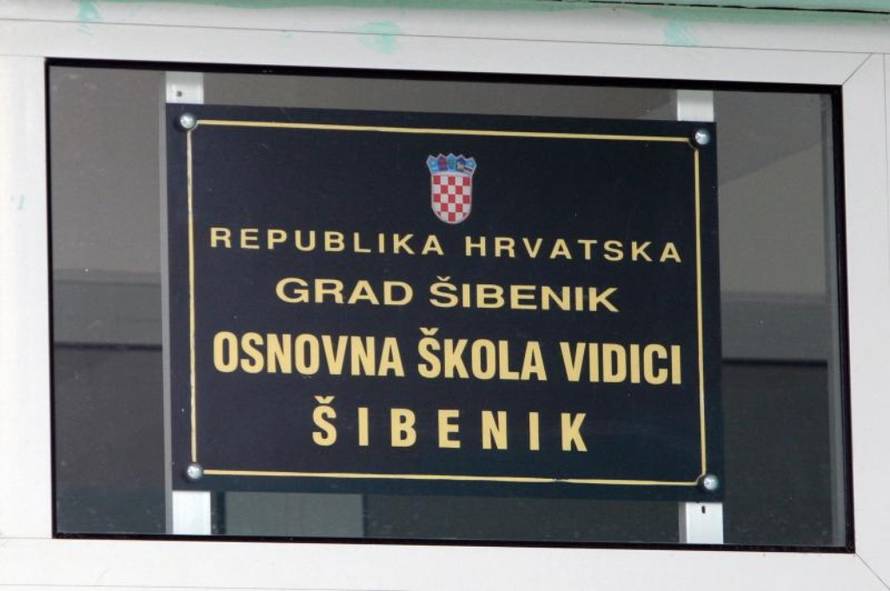 REPUBLIKA HRVATSKA
GRAD ŠIBENIK
OSNOVNA ŠKOLA VIDICI
ŠIBENIK